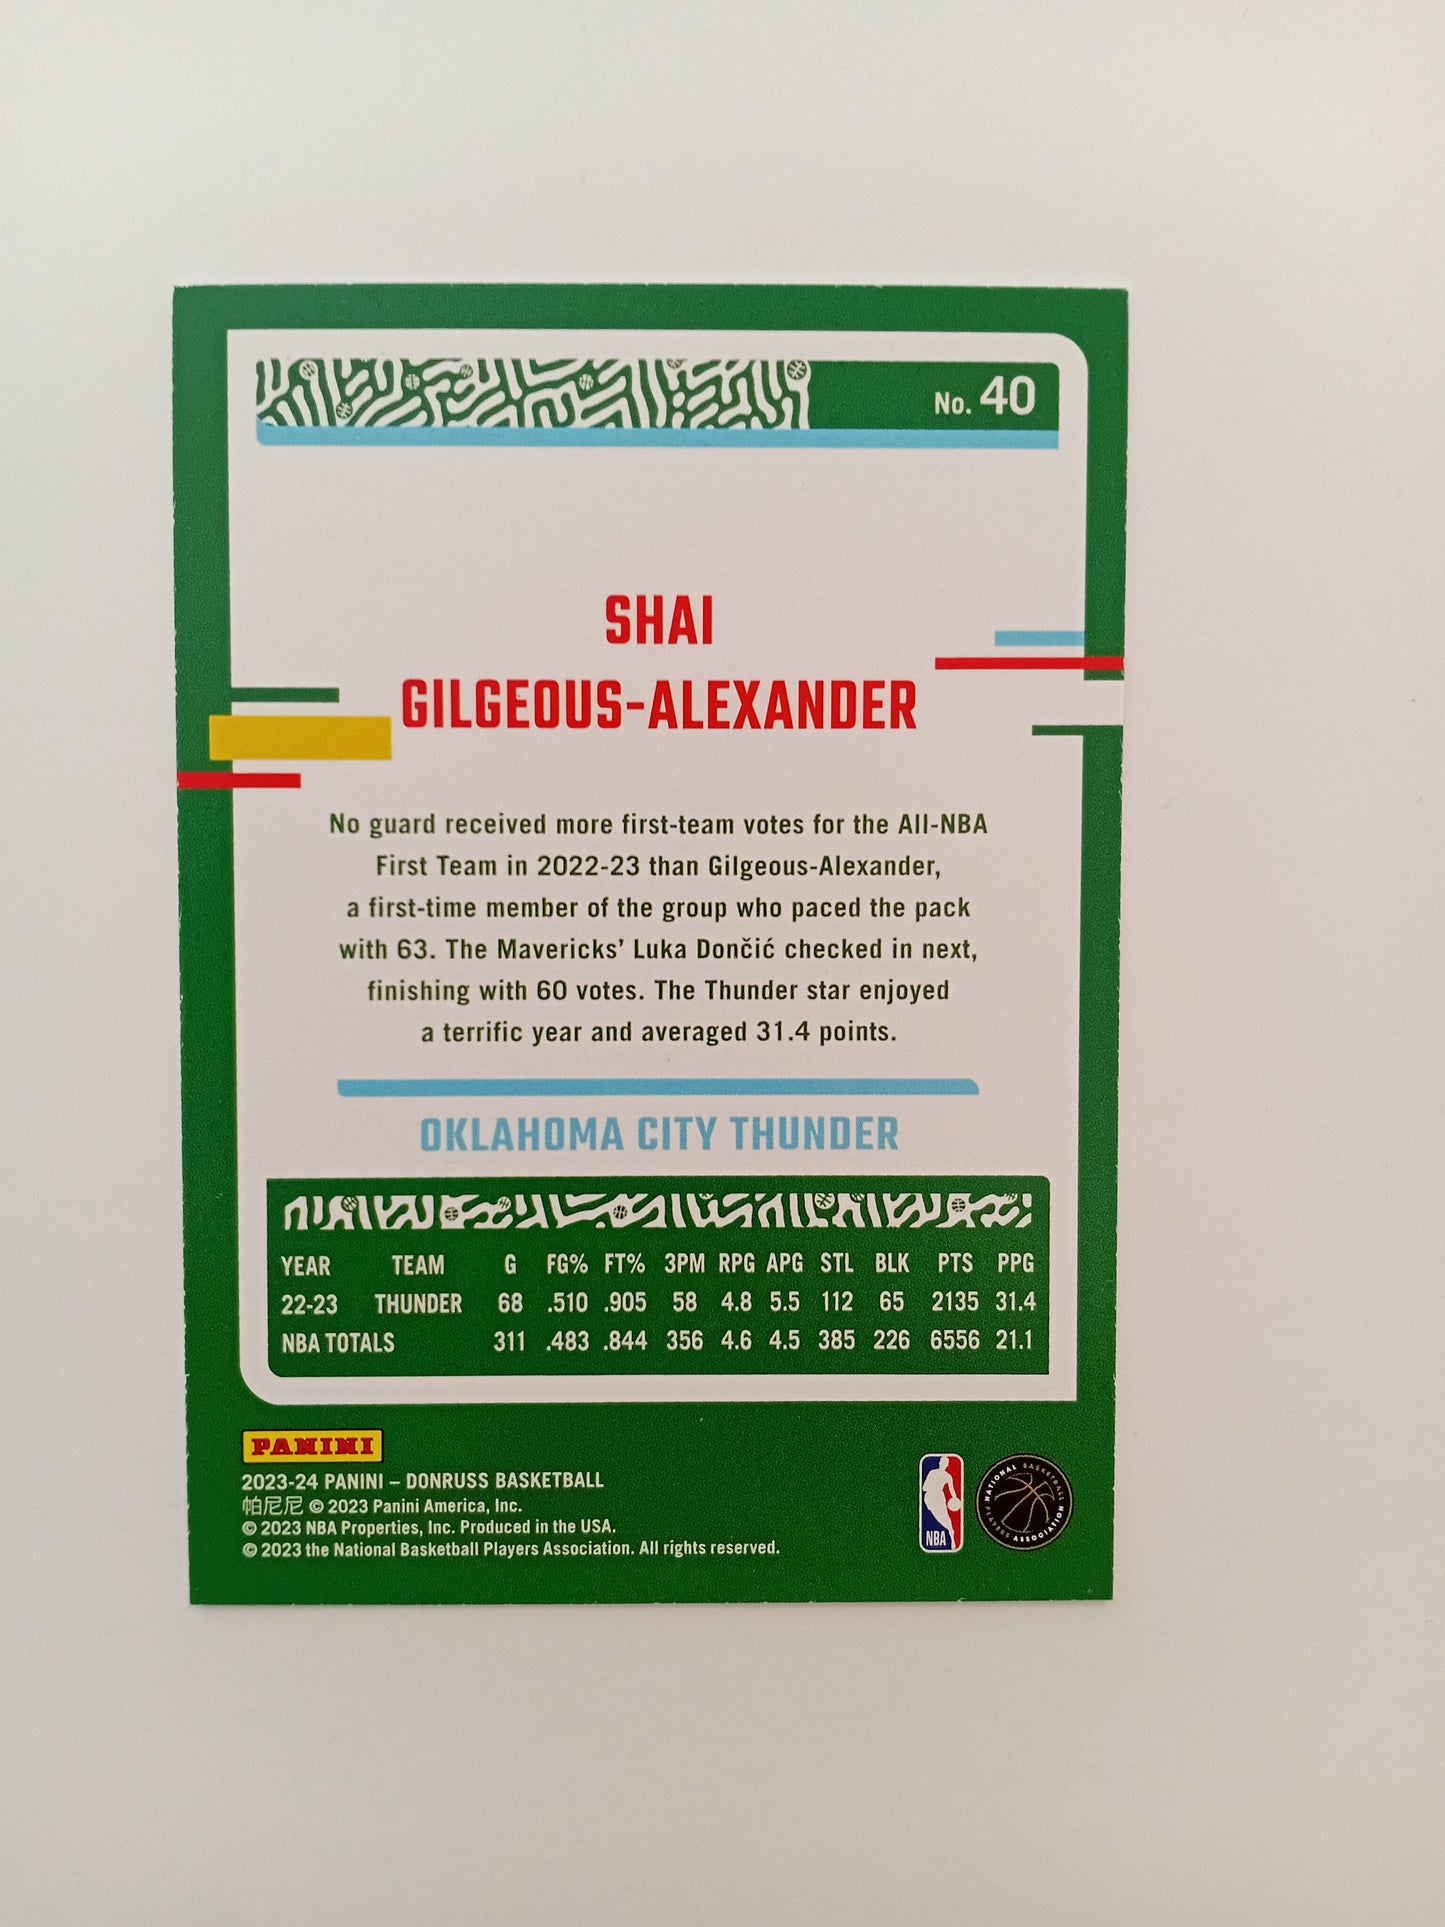 No. 40
SHAI
GILGEOUS-ALEXANDER
No guard received more first-team votes for the All-NBA
First Team in 2022-23 than Gilgeous-Alexander,
a first-time member of the group who paced the pack
with 63. The Mavericks’ Luka Dončić checked in next,
finishing with 60 votes. The Thunder star enjoyed
a terrific year and averaged 31.4 points.
OKLAHOMA CITY THUNDER
YEAR TEAM G FG% FT% 3PM RPG APG STL BLK PTS PPG
22-23 THUNDER 68 .510 .905 58 4.8 5.5 112 65 2135 31.4
NBA TOTALS 311 .483 .844 356 4.6 4.5 385 226 6556 21.1
PANINI
2023-24 PANINI – DONRUSS BASKETBALL
帕尼尼 © 2023 Panini America, Inc.
© 2023 NBA Properties, Inc. Produced in the USA.
© 2023 the National Basketball Players Association. All rights reserved.
NBA
NATIONAL BASKETBALL
PLAYERS ASSOCIATION